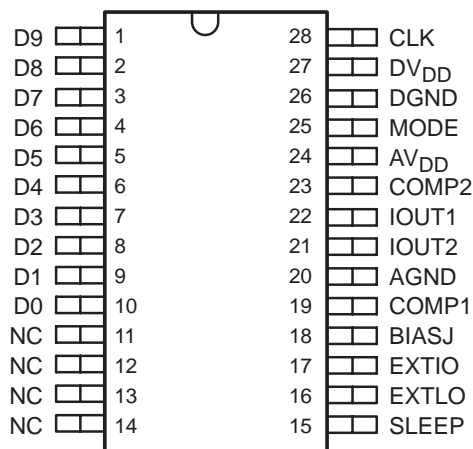 D9 1 28 CLK
D8 2 27 DVDD
D7 3 26 DGND
D6 4 25 MODE
D5 5 24 AVDD
D4 6 23 COMP2
D3 7 22 IOUT1
D2 8 21 IOUT2
D1 9 20 AGND
D0 10 19 COMP1
NC 11 18 BIASJ
NC 12 17 EXTIO
NC 13 16 EXTLO
NC 14 15 SLEEP